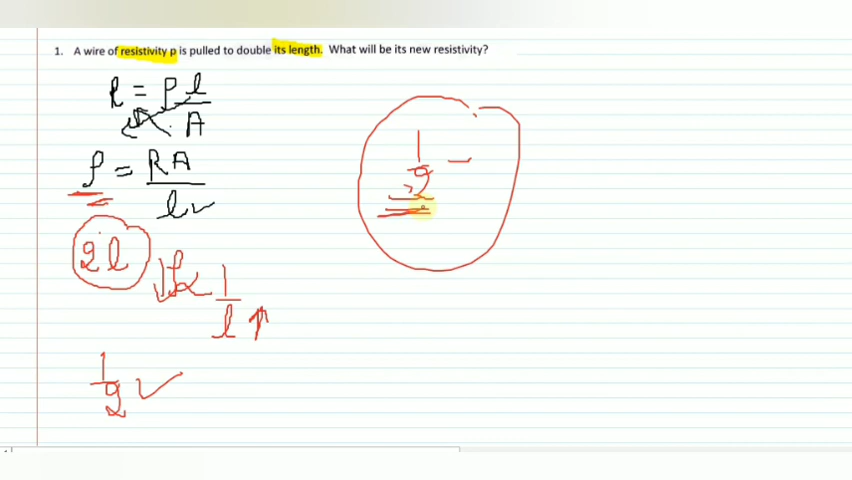 1. A wire of resistivity p is pulled to double its length. What will be its new resistivity?
R = ρ l / A
ρ = RA / l
2l
ρ ∝ 1 / l ↑
1/2 ✓
1/2 –